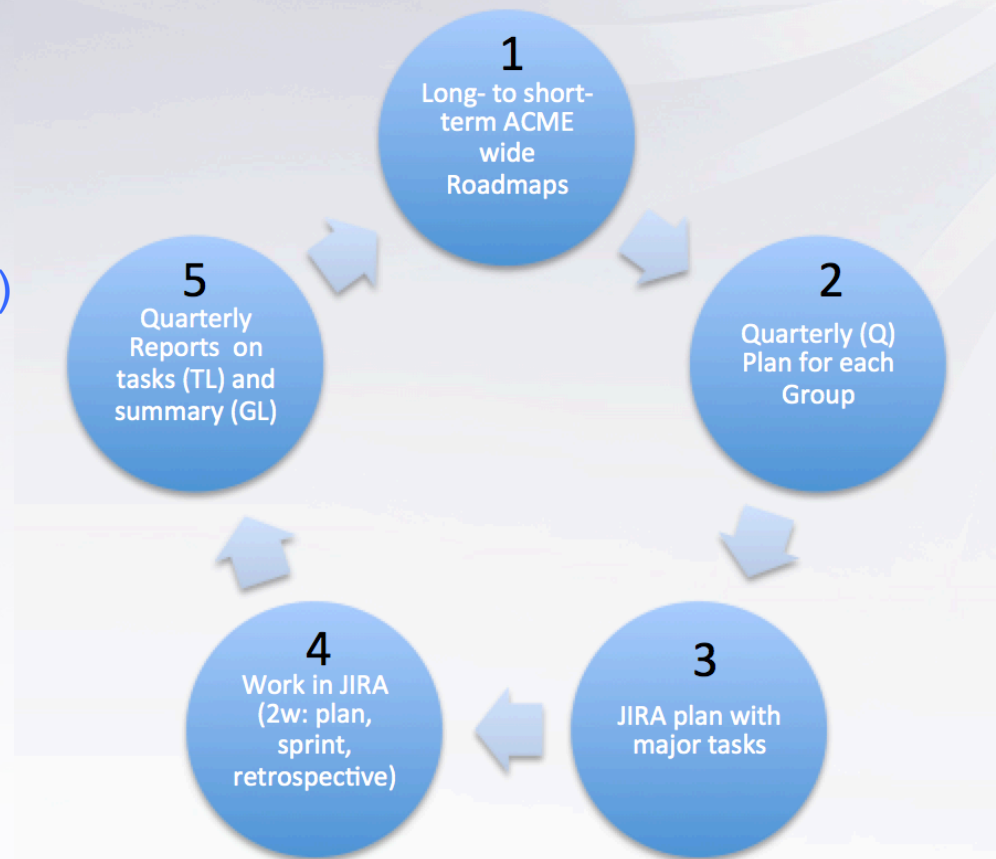 1
Long- to short-
term ACME
wide
Roadmaps
2
Quarterly (Q)
Plan for each
Group
3
JIRA plan with
major tasks
4
Work in JIRA
(2w: plan,
sprint,
retrospective)
5
Quarterly
Reports on
tasks (TL) and
summary (GL)
)